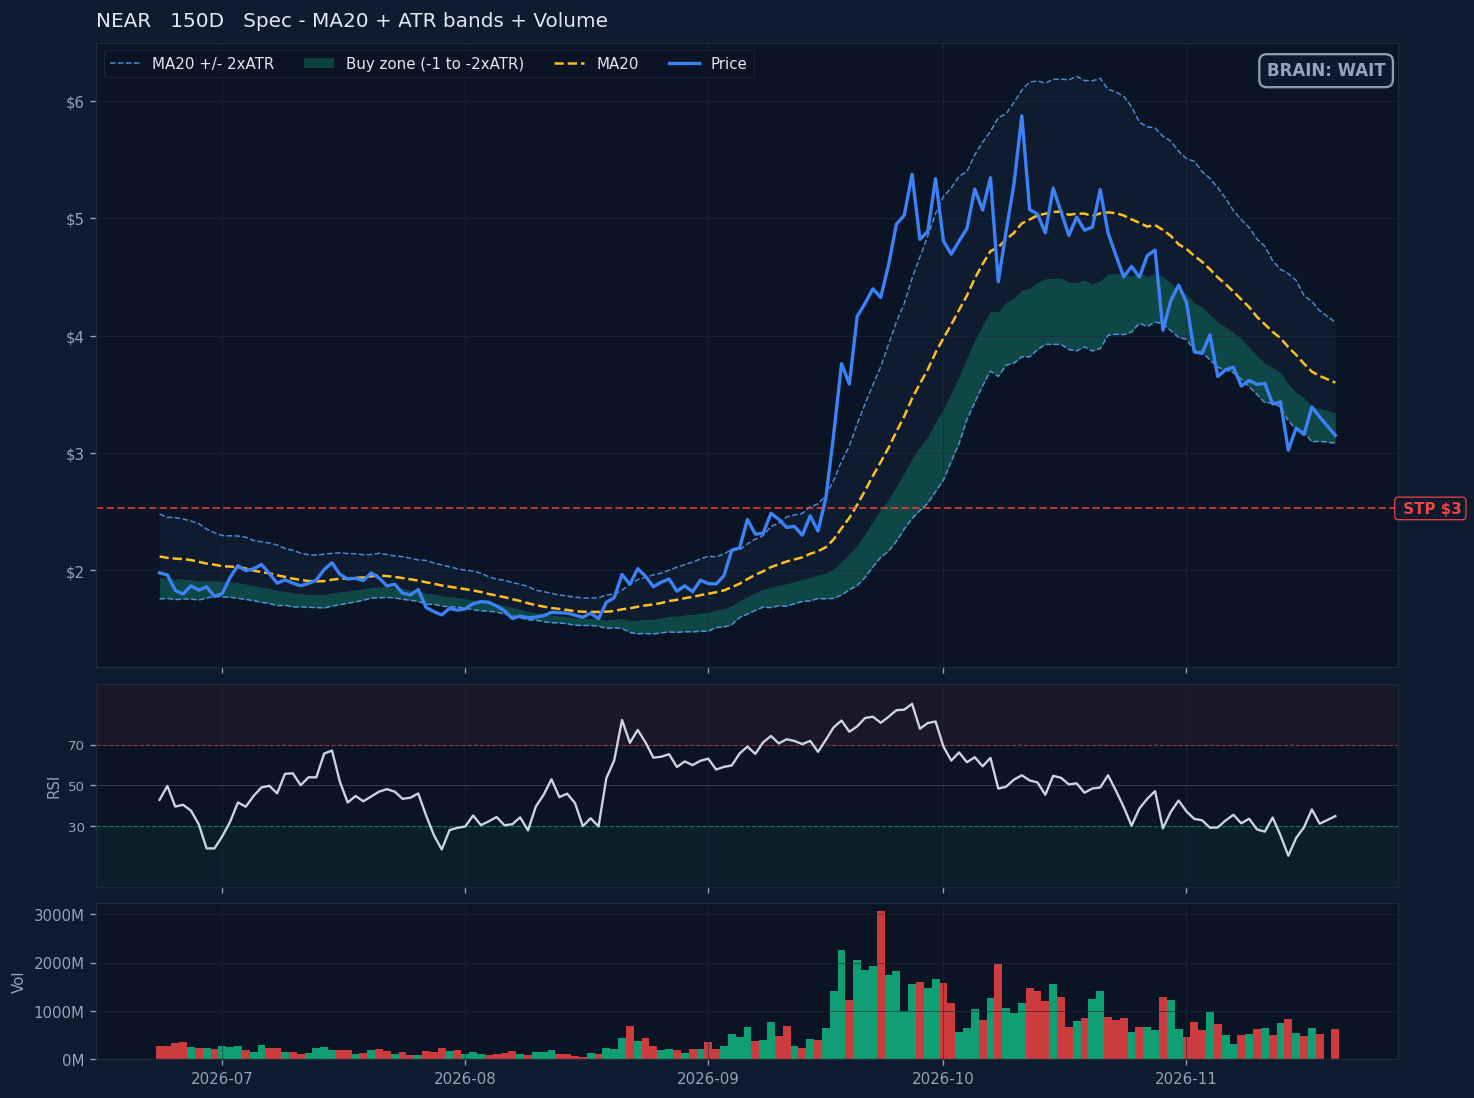 NEAR   150D   Spec - MA20 + ATR bands + Volume
MA20 +/- 2xATR
Buy zone (-1 to -2xATR)
MA20
Price
BRAIN: WAIT
$6
$5
$4
$3
$2
STP $3
70
50
30
RSI
3000M
2000M
1000M
0M
Vol
2026-07
2026-08
2026-09
2026-10
2026-11